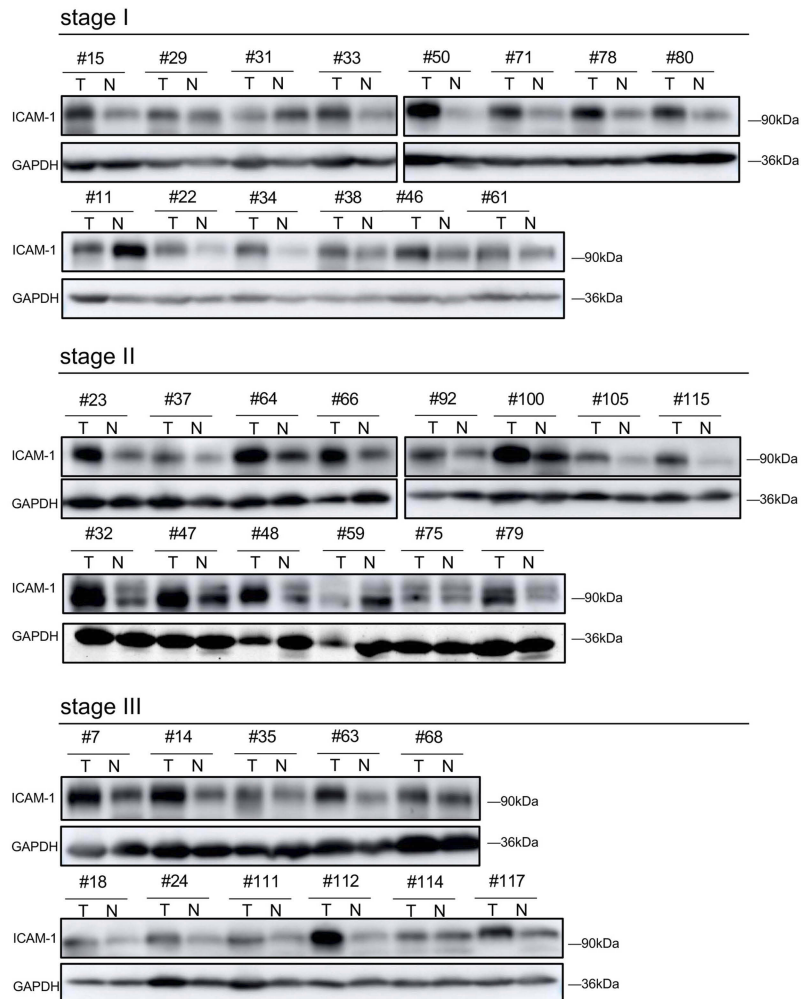 stage I
#15 #29 #31 #33 #50 #71 #78 #80
T N T N T N T N T N T N T N T N
ICAM-1 —90kDa
GAPDH —36kDa
#11 #22 #34 #38 #46 #61
T N T N T N T N T N T N
ICAM-1 —90kDa
GAPDH —36kDa
stage II
#23 #37 #64 #66 #92 #100 #105 #115
T N T N T N T N T N T N T N T N
ICAM-1 —90kDa
GAPDH —36kDa
#32 #47 #48 #59 #75 #79
T N T N T N T N T N T N
ICAM-1 —90kDa
GAPDH —36kDa
stage III
#7 #14 #35 #63 #68
T N T N T N T N T N
ICAM-1 —90kDa
GAPDH —36kDa
#18 #24 #111 #112 #114 #117
T N T N T N T N T N T N
ICAM-1 —90kDa
GAPDH —36kDa